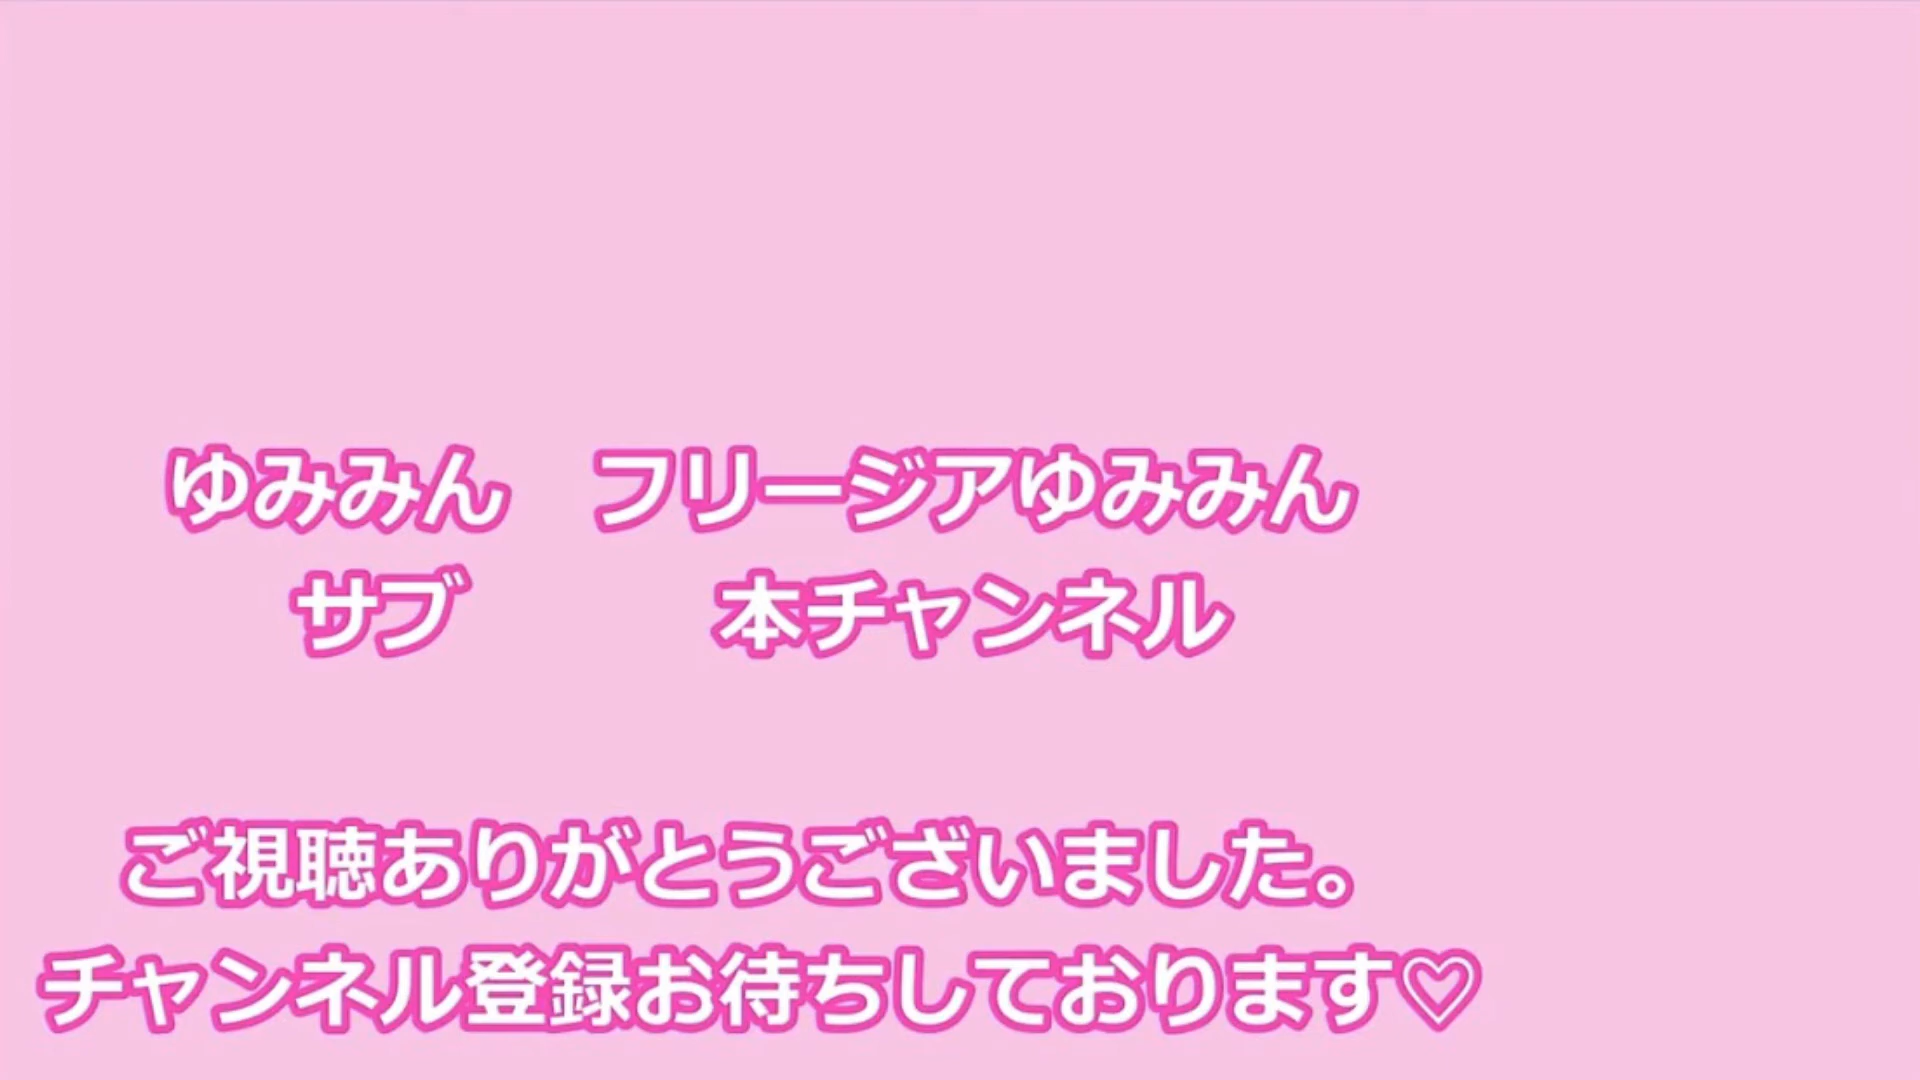 ゆみみん　フリージアゆみみん
サブ　本チャンネル
ご視聴ありがとうございました。
チャンネル登録お待ちしております♡